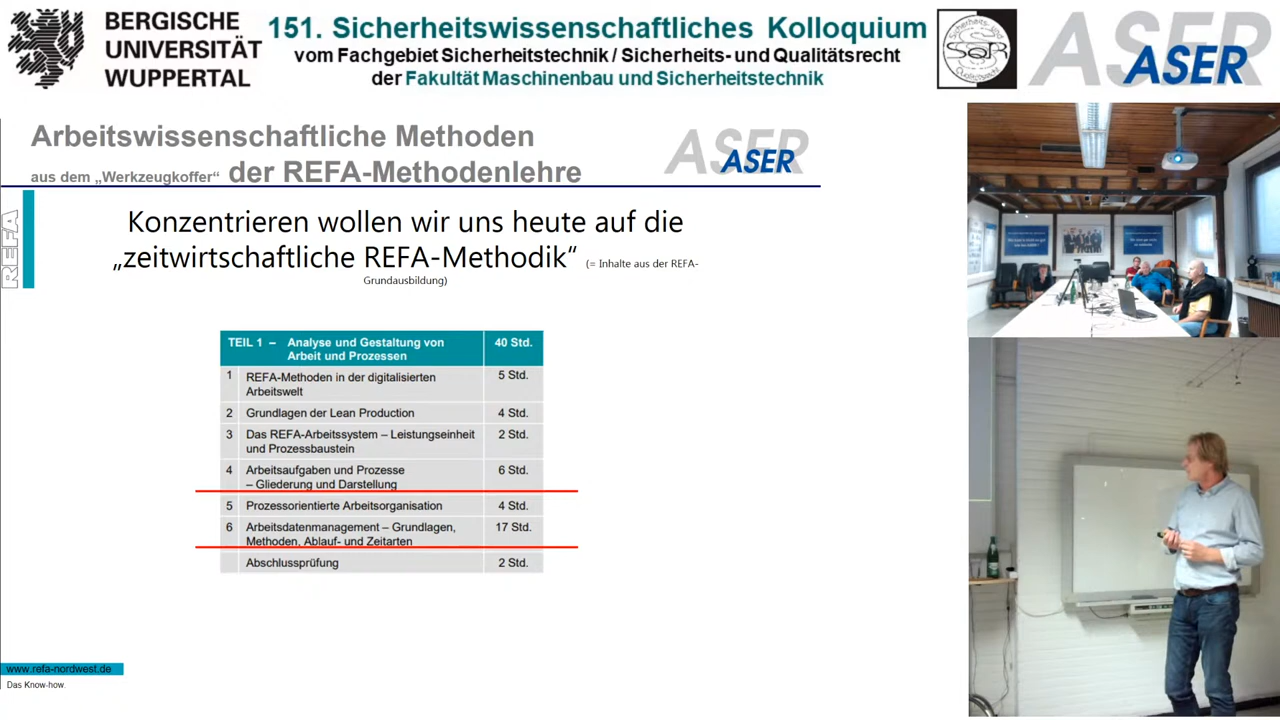 BERGISCHE
UNIVERSITÄT
WUPPERTAL
151. Sicherheitswissenschaftliches Kolloquium
vom Fachgebiet Sicherheitstechnik / Sicherheits- und Qualitätsrecht
der Fakultät Maschinenbau und Sicherheitstechnik
SQR
ASER
ASER
Arbeitswissenschaftliche Methoden
aus dem „Werkzeugkoffer“ der REFA-Methodenlehre
ASER
ASER
REFA
Konzentrieren wollen wir uns heute auf die
„zeitwirtschaftliche REFA-Methodik“ (= Inhalte aus der REFA-
Grundausbildung)
TEIL 1 – Analyse und Gestaltung von 40 Std.
Arbeit und Prozessen
1 REFA-Methoden in der digitalisierten 5 Std.
Arbeitswelt
2 Grundlagen der Lean Production 4 Std.
3 Das REFA-Arbeitssystem – Leistungseinheit 2 Std.
und Prozessbaustein
4 Arbeitsaufgaben und Prozesse 6 Std.
– Gliederung und Darstellung
5 Prozessorientierte Arbeitsorganisation 4 Std.
6 Arbeitsdatenmanagement – Grundlagen, 17 Std.
Methoden, Ablauf- und Zeitarten
Abschlussprüfung 2 Std.
www.refa-nordwest.de
Das Know-how.